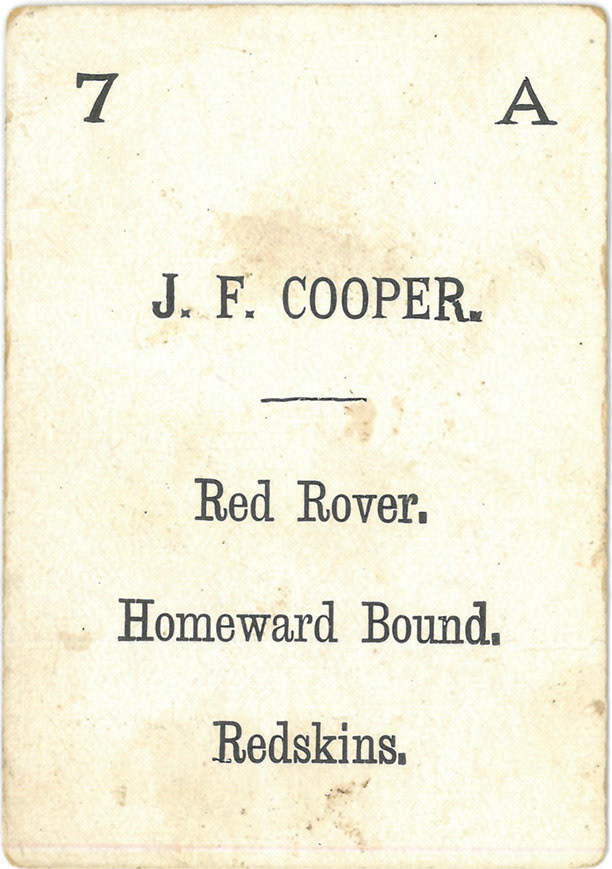 7 A
J. F. COOPER.
Red Rover.
Homeward Bound.
Redskins.